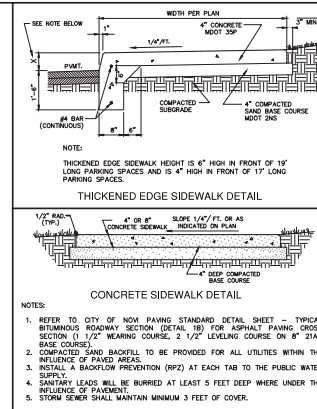 WIDTH PER PLAN
SEE NOTE BELOW
1"
4" CONCRETE
MDOT 35P
3" MIN
1/4"/FT.
X
PVMT.
6"
1'-6"
2"
#4 BAR
(CONTINUOUS)
8"
6"
COMPACTED
SUBGRADE
4" COMPACTED
SAND BASE COURSE
MDOT 2NS
NOTE:
THICKENED EDGE SIDEWALK HEIGHT IS 6" HIGH IN FRONT OF 19'
LONG PARKING SPACES AND IS 4" HIGH IN FRONT OF 17' LONG
PARKING SPACES.
THICKENED EDGE SIDEWALK DETAIL
1/2" RAD.
(TYP.)
4" OR 8"
CONCRETE SIDEWALK
SLOPE 1/4"/ FT. OR AS
INDICATED ON PLAN
4" DEEP COMPACTED
BASE COURSE
CONCRETE SIDEWALK DETAIL
NOTES:
1. REFER TO CITY OF NOVI PAVING STANDARD DETAIL SHEET – TYPICA
BITUMINOUS ROADWAY SECTION (DETAIL 1B) FOR ASPHALT PAVING CROS
SECTION (1 1/2" WEARING COURSE, 2 1/2" LEVELING COURSE ON 8" 21A
BASE COURSE).
2. COMPACTED SAND BACKFILL TO BE PROVIDED FOR ALL UTILITIES WITHIN TH
INFLUENCE OF PAVED AREAS.
3. INSTALL A BACKFLOW PREVENTION (RPZ) AT EACH TAB TO THE PUBLIC WATE
SUPPLY.
4. SANITARY LEADS WILL BE BURRIED AT LEAST 5 FEET DEEP WHERE UNDER TH
INFLUENCE OF PAVEMENT.
5. STORM SEWER SHALL MAINTAIN MINIMUM 3 FEET OF COVER.